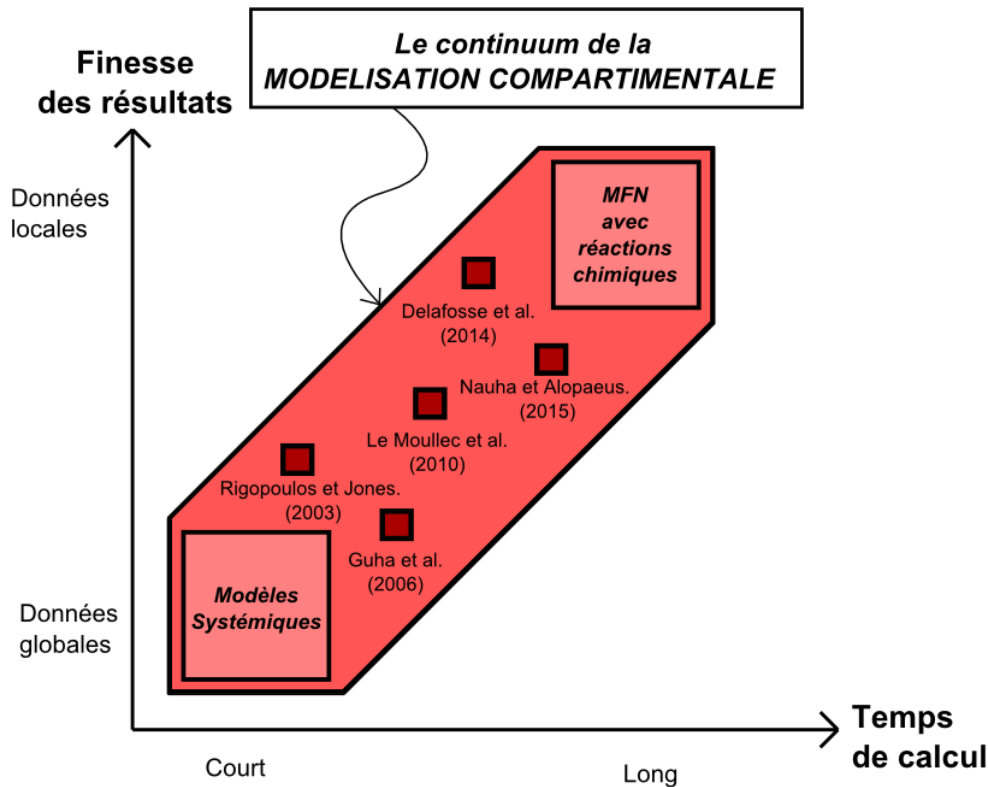 Le continuum de la
MODELISATION COMPARTIMENTALE
Finesse
des résultats
Données
locales
MFN
avec
réactions
chimiques
Delafosse et al.
(2014)
Nauha et Alopaeus.
(2015)
Le Moullec et al.
(2010)
Rigopoulos et Jones.
(2003)
Guha et al.
(2006)
Modèles
Systémiques
Données
globales
Temps
de calcul
Court
Long